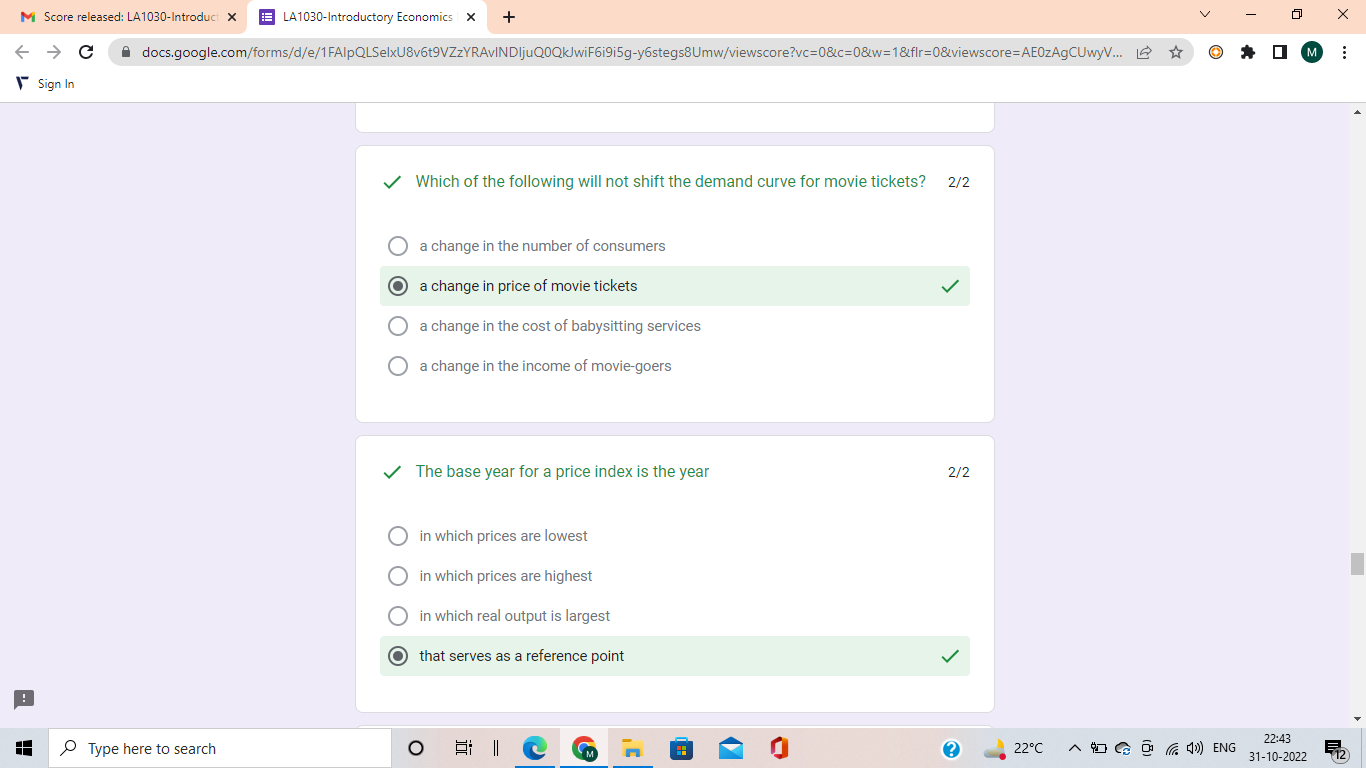 Score released: LA1030-Introduct
LA1030-Introductory Economics
docs.google.com/forms/d/e/1FAIpQLSelxU8v6t9VZzYRAvINDIjuQ0QkJwiF6i9i5g-y6stegs8Umw/viewscore?vc=0&c=0&w=1&flr=0&viewscore=AE0zAgCUwyV...
M
Sign In
Which of the following will not shift the demand curve for movie tickets? 2/2
a change in the number of consumers
a change in price of movie tickets
a change in the cost of babysitting services
a change in the income of movie-goers
The base year for a price index is the year 2/2
in which prices are lowest
in which prices are highest
in which real output is largest
that serves as a reference point
Type here to search
M
22°C
ENG
22:43
31-10-2022
12